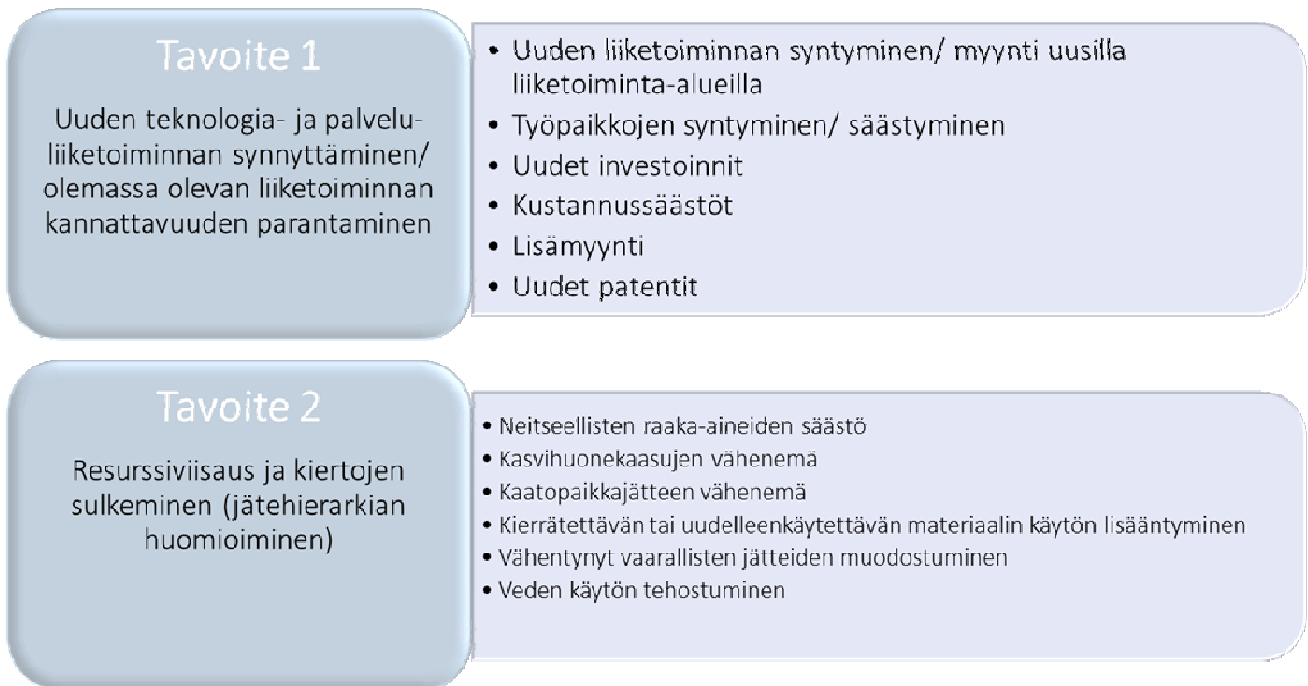 Tavoite 1
Uuden teknologia- ja palvelu-
liiketoiminnan synnyttäminen/
olemassa olevan liiketoiminnan
kannattavuuden parantaminen
• Uuden liiketoiminnan syntyminen/ myynti uusilla
liiketoiminta-alueilla
• Työpaikkojen syntyminen/ säästyminen
• Uudet investoinnit
• Kustannussäästöt
• Lisämyynti
• Uudet patentit
Tavoite 2
Resurssiviisaus ja kiertojen
sulkeminen (jätehierarkian
huomioiminen)
• Neitseellisten raaka-aineiden säästö
• Kasvihuonekaasujen vähenemä
• Kaatopaikkajätteen vähenemä
• Kierrätettävän tai uudelleenkäytettävän materiaalin käytön lisääntyminen
• Vähentynyt vaarallisten jätteiden muodostuminen
• Veden käytön tehostuminen